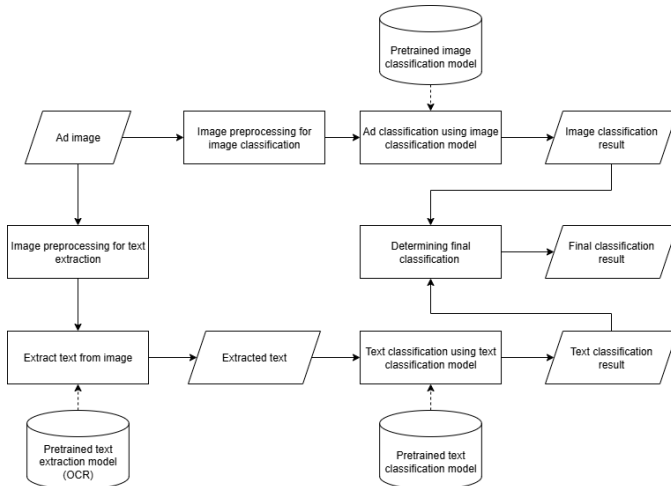 Pretrained image
classification model
Ad image
Image preprocessing for
image classification
Ad classification using image
classification model
Image classification
result
Image preprocessing for text
extraction
Determining final
classification
Final classification
result
Extract text from image
Extracted text
Text classification using text
classification model
Text classification
result
Pretrained text
extraction model
(OCR)
Pretrained text
classification model